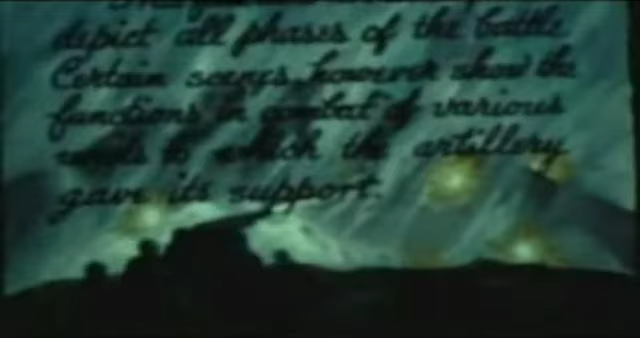 depict all phases of the battle
Certain scenes, however show the
functions in combat of various
to which the artillery
gave its support.